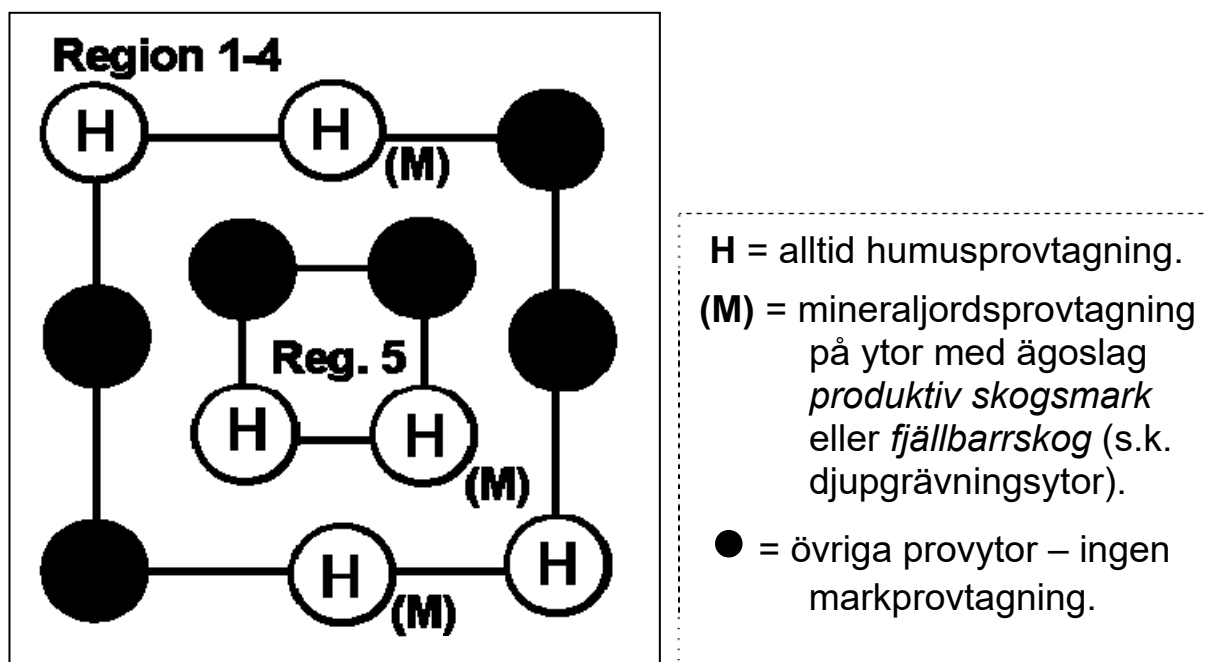 Region 1-4
H
H
(M)
Reg. 5
H
H
(M)
H
H
(M)
H = alltid humusprovtagning.
(M) = mineraljordsprovtagning
på ytor med ägoslag
produktiv skogsmark
eller fjällbarrskog (s.k.
djupgrävningsytor).
= övriga provytor – ingen
markprovtagning.